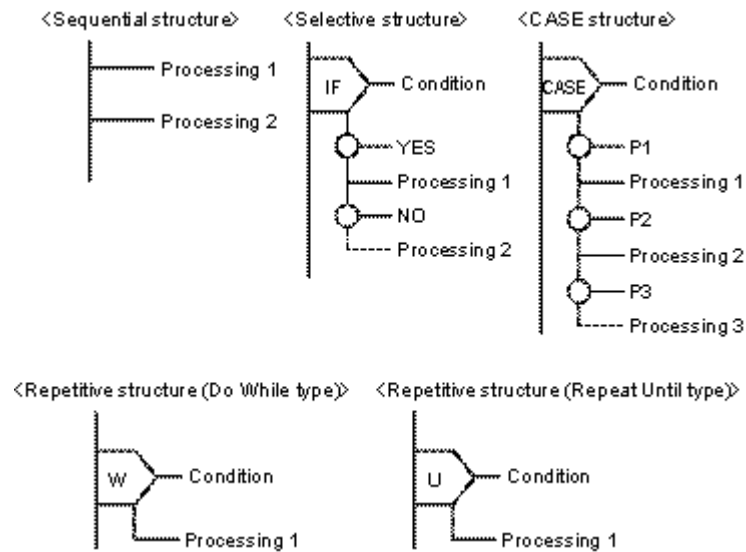 <Sequential structure> <Selective structure> <CASE structure>
Processing 1
Processing 2
IF Condition
YES
Processing 1
NO
Processing 2
CASE Condition
P1
Processing 1
P2
Processing 2
P3
Processing 3
<Repetitive structure (Do While type)> <Repetitive structure (Repeat Until type)>
W Condition
Processing 1
U Condition
Processing 1